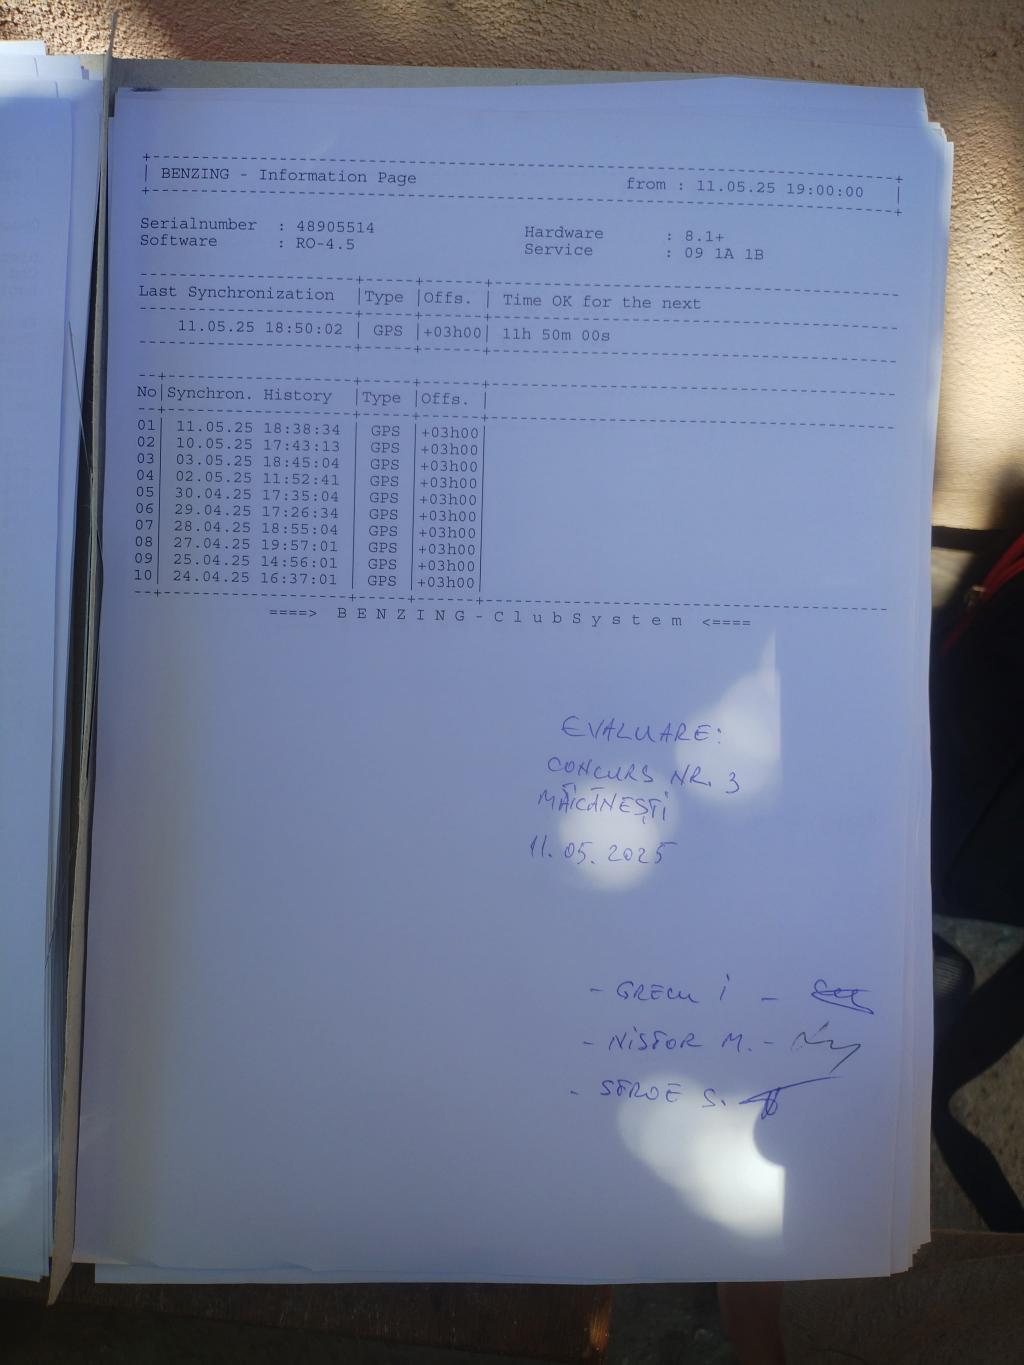 BENZING - Information Page from : 11.05.25 19:00:00
Serialnumber : 48905514 Hardware : 8.1+
Software : RO-4.5 Service : 09 1A 1B
Last Synchronization |Type |Offs. | Time OK for the next
11.05.25 18:50:02 | GPS |+03h00| 11h 50m 00s
No|Synchron. History |Type |Offs. |
01| 11.05.25 18:38:34 | GPS |+03h00|
02| 10.05.25 17:43:13 | GPS |+03h00|
03| 03.05.25 18:45:04 | GPS |+03h00|
04| 02.05.25 11:52:41 | GPS |+03h00|
05| 30.04.25 17:35:04 | GPS |+03h00|
06| 29.04.25 17:26:34 | GPS |+03h00|
07| 28.04.25 18:55:04 | GPS |+03h00|
08| 27.04.25 19:57:01 | GPS |+03h00|
09| 25.04.25 14:56:01 | GPS |+03h00|
10| 24.04.25 16:37:01 | GPS |+03h00|
====> B E N Z I N G - C l u b S y s t e m <====
EVALUARE:
CONCURS NR. 3
MĂICĂNEȘTI
11.05.2025
- GRECU I -
- NISTOR M. -
- STROE S.